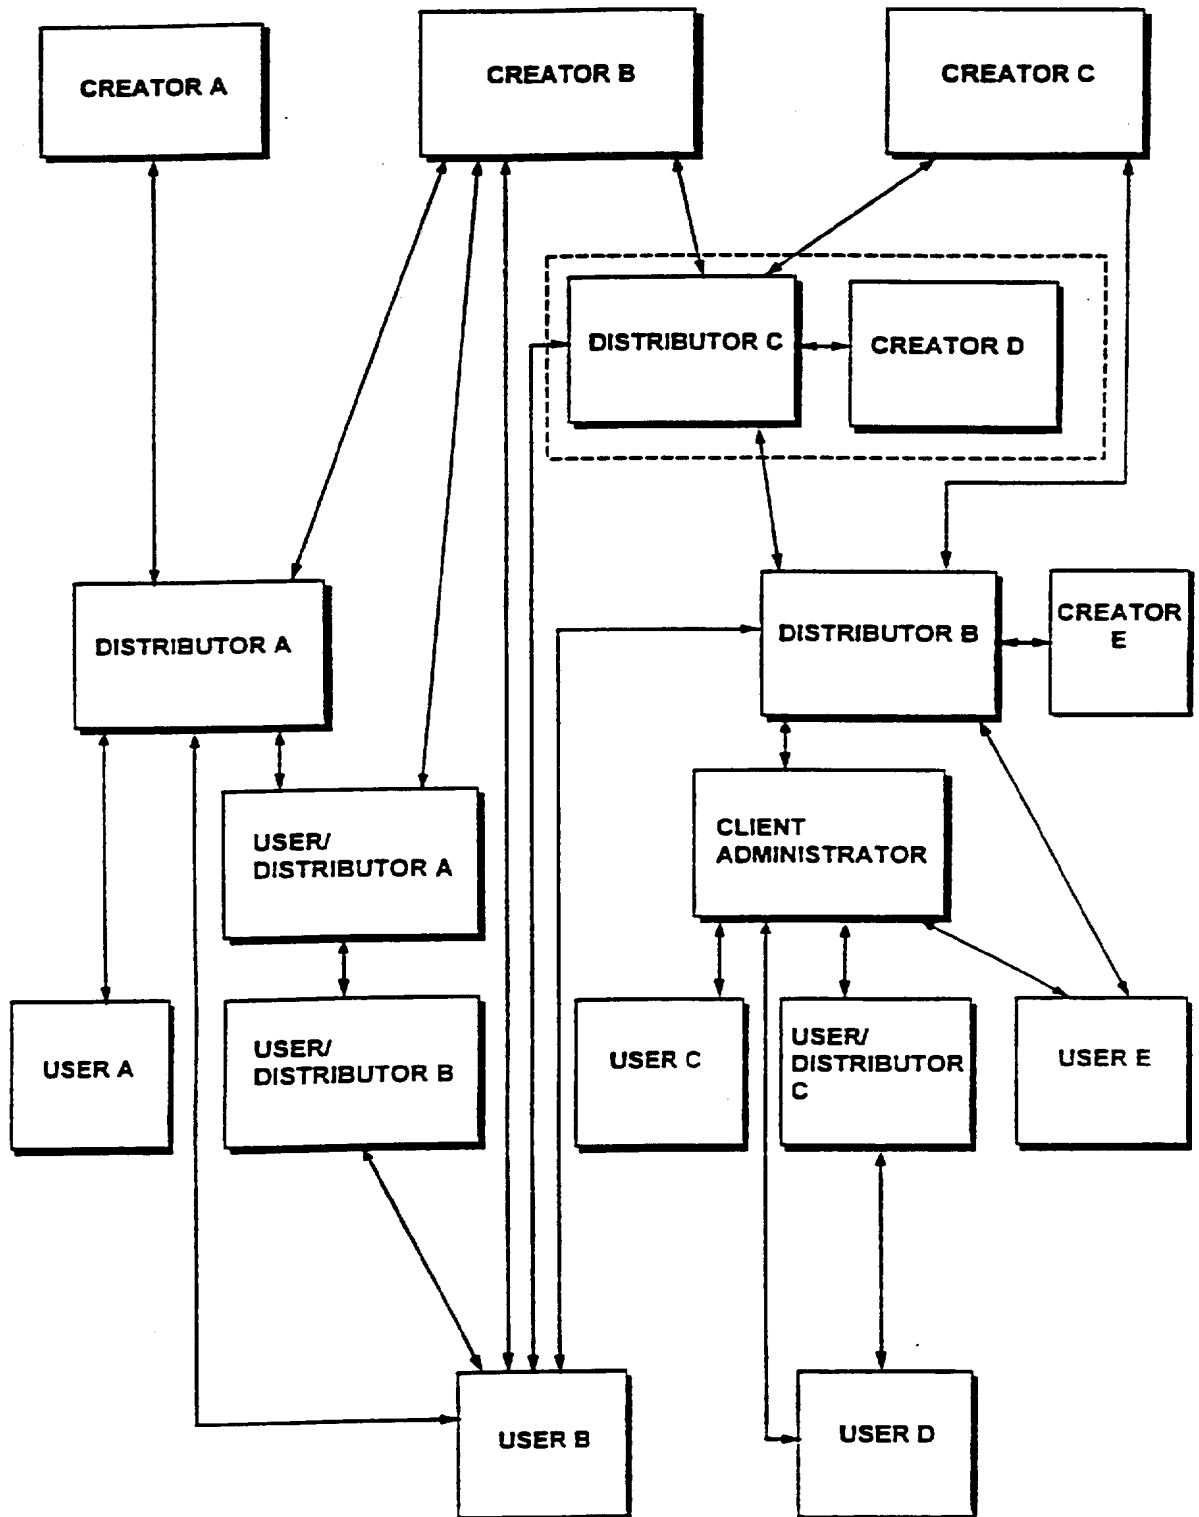 CREATOR A
CREATOR B
CREATOR C
DISTRIBUTOR C
CREATOR D
DISTRIBUTOR A
DISTRIBUTOR B
CREATOR
E
USER/
DISTRIBUTOR A
CLIENT
ADMINISTRATOR
USER A
USER/
DISTRIBUTOR B
USER C
USER/
DISTRIBUTOR
C
USER E
USER B
USER D